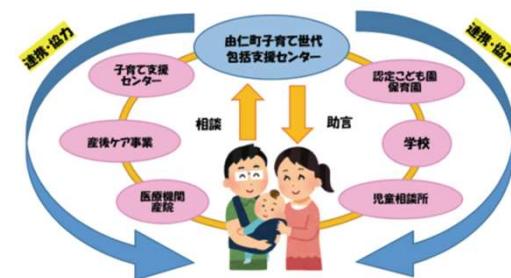 由仁町子育て世代
包括支援センター
連携・協力
連携・協力
子育て支援
センター
認定こども園
保育園
相談
助言
産後ケア事業
学校
医療機関
産院
児童相談所